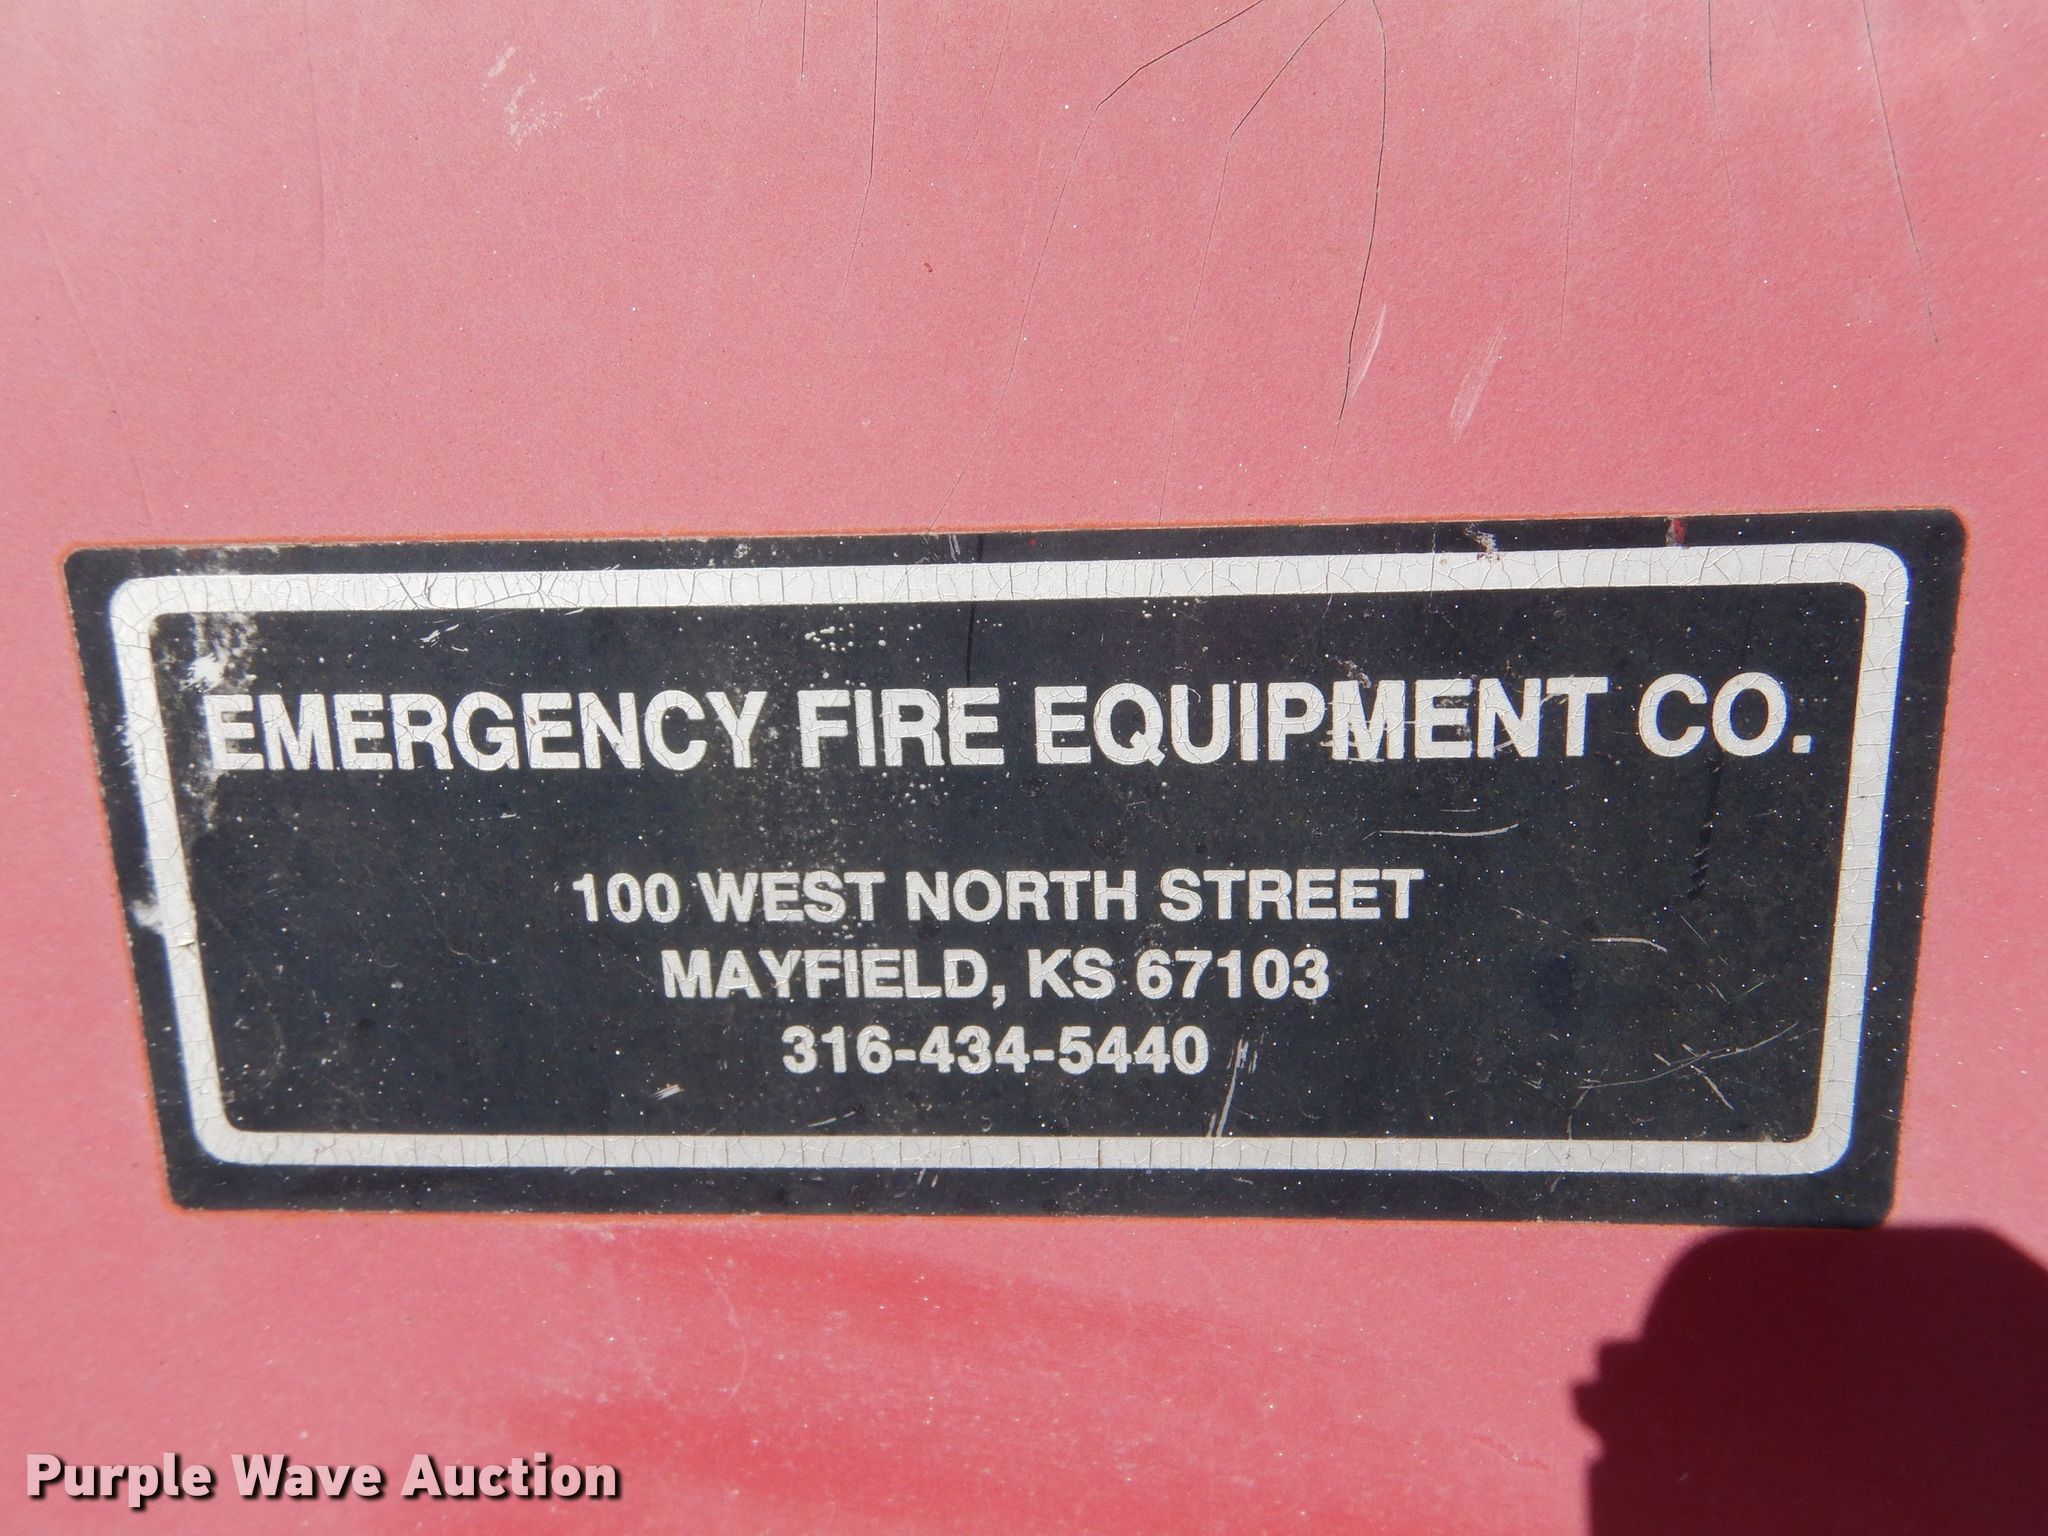 EMERGENCY FIRE EQUIPMENT CO.
100 WEST NORTH STREET
MAYFIELD, KS 67103
316-434-5440
Purple Wave Auction